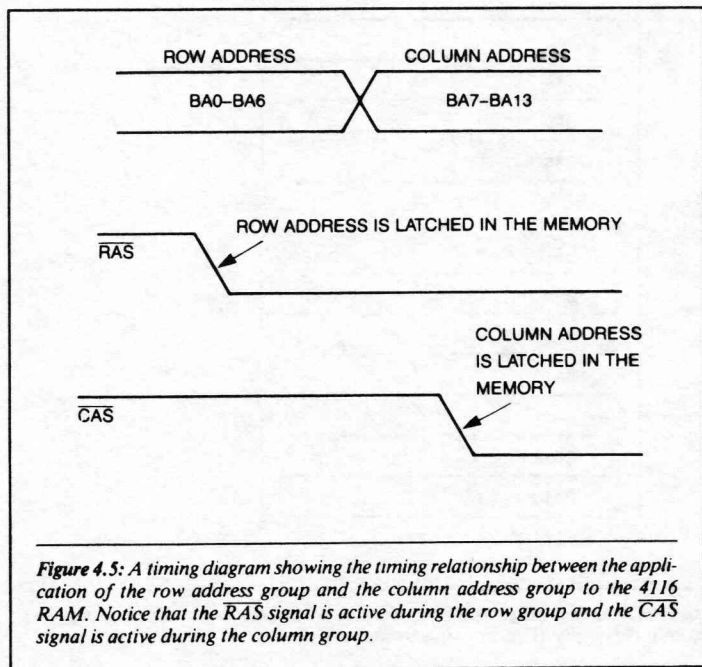 ROW ADDRESS COLUMN ADDRESS
BA0–BA6 BA7–BA13
ROW ADDRESS IS LATCHED IN THE MEMORY
RAS
COLUMN ADDRESS
IS LATCHED IN THE
MEMORY
CAS
Figure 4.5: A timing diagram showing the timing relationship between the appli-
cation of the row address group and the column address group to the 4116
RAM. Notice that the RAS signal is active during the row group and the CAS
signal is active during the column group.